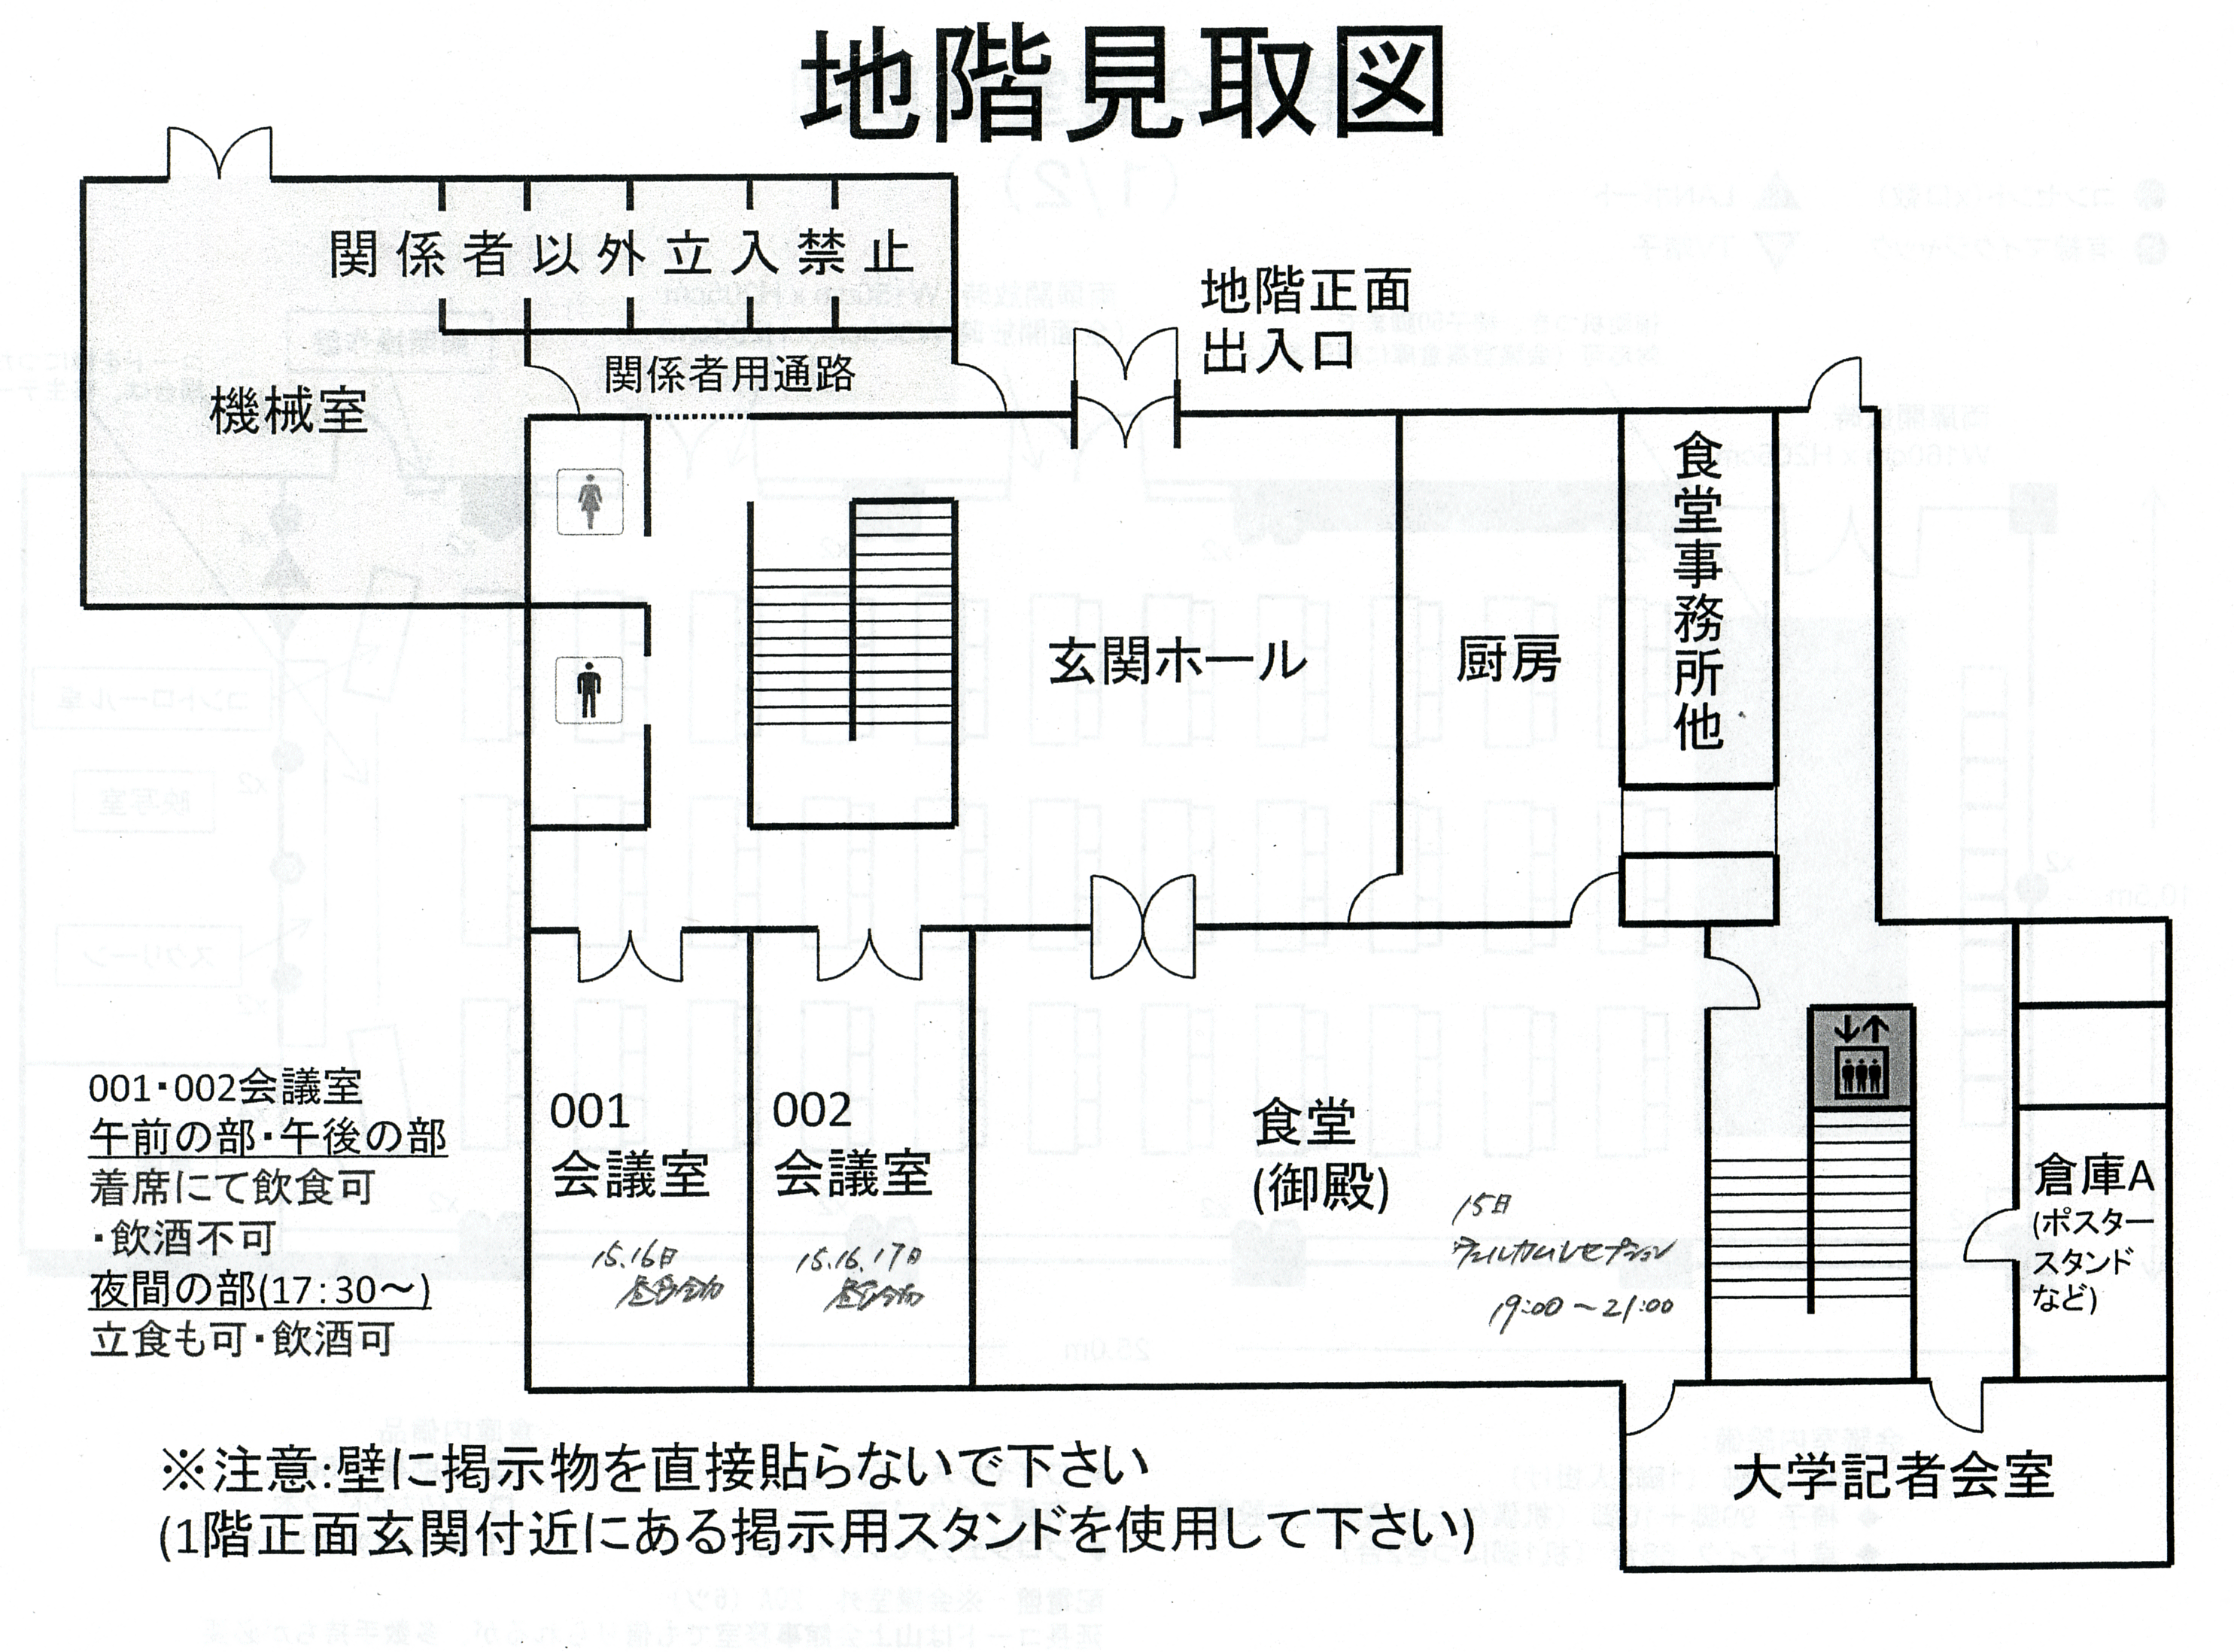 地階見取図
関係者以外立入禁止
地階正面
出入口
関係者用通路
機械室
食堂事務所他
玄関ホール
厨房
001・002会議室
午前の部・午後の部
着席にて飲食可
・飲酒不可
夜間の部(17:30～)
立食も可・飲酒可
001
会議室
15.16日
002
会議室
15.16.17日
食堂
(御殿)
15日
ウェルカムレセプション
19:00～21:00
倉庫A
(ポスター
スタンド
など)
大学記者会室
※注意:壁に掲示物を直接貼らないで下さい
(1階正面玄関付近にある掲示用スタンドを使用して下さい)